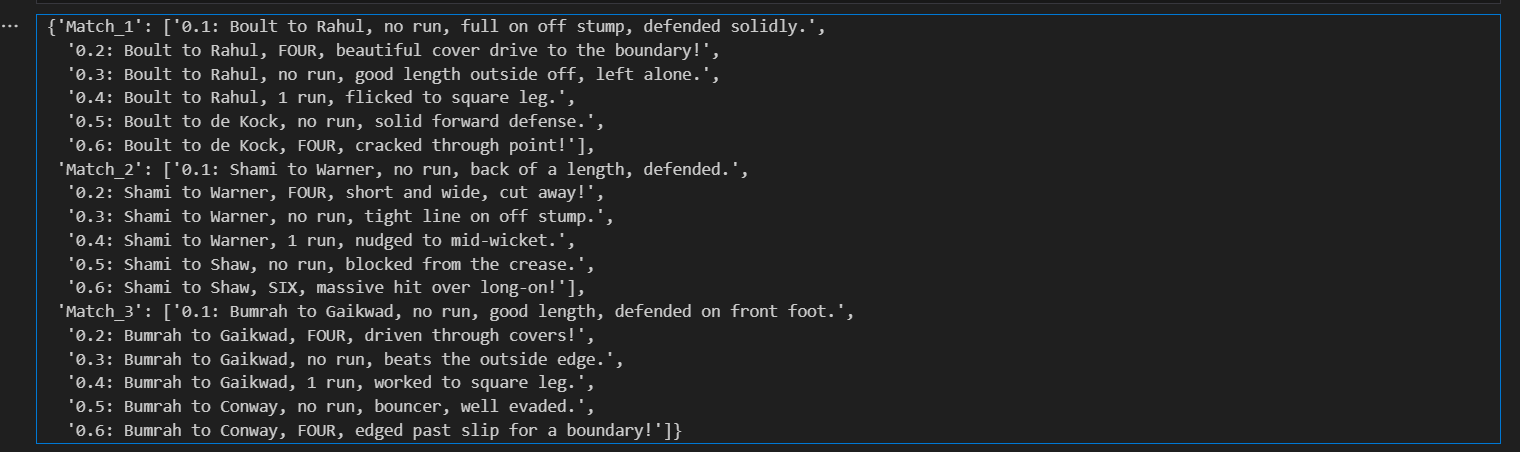 ...
{'Match_1': ['0.1: Boult to Rahul, no run, full on off stump, defended solidly.',
'0.2: Boult to Rahul, FOUR, beautiful cover drive to the boundary!',
'0.3: Boult to Rahul, no run, good length outside off, left alone.',
'0.4: Boult to Rahul, 1 run, flicked to square leg.',
'0.5: Boult to de Kock, no run, solid forward defense.',
'0.6: Boult to de Kock, FOUR, cracked through point!'],
'Match_2': ['0.1: Shami to Warner, no run, back of a length, defended.',
'0.2: Shami to Warner, FOUR, short and wide, cut away!',
'0.3: Shami to Warner, no run, tight line on off stump.',
'0.4: Shami to Warner, 1 run, nudged to mid-wicket.',
'0.5: Shami to Shaw, no run, blocked from the crease.',
'0.6: Shami to Shaw, SIX, massive hit over long-on!'],
'Match_3': ['0.1: Bumrah to Gaikwad, no run, good length, defended on front foot.',
'0.2: Bumrah to Gaikwad, FOUR, driven through covers!',
'0.3: Bumrah to Gaikwad, no run, beats the outside edge.',
'0.4: Bumrah to Gaikwad, 1 run, worked to square leg.',
'0.5: Bumrah to Conway, no run, bouncer, well evaded.',
'0.6: Bumrah to Conway, FOUR, edged past slip for a boundary!']}